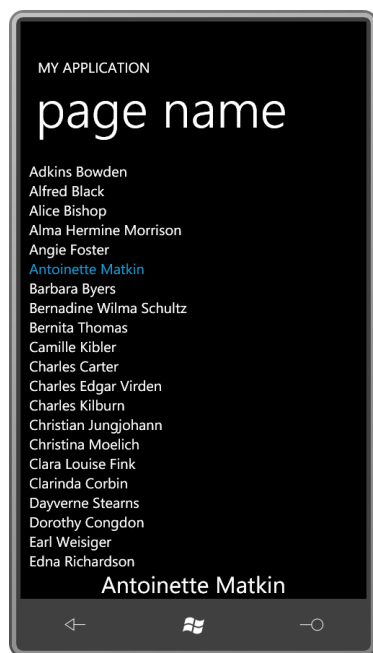 MY APPLICATION
page name
Adkins Bowden
Alfred Black
Alice Bishop
Alma Hermine Morrison
Angie Foster
Antoinette Matkin
Barbara Byers
Bernadine Wilma Schultz
Bernita Thomas
Camille Kibler
Charles Carter
Charles Edgar Virden
Charles Kilburn
Christian Jungjohann
Christina Moelich
Clara Louise Fink
Clarinda Corbin
Dayverne Stearns
Dorothy Congdon
Earl Weisiger
Edna Richardson
Antoinette Matkin